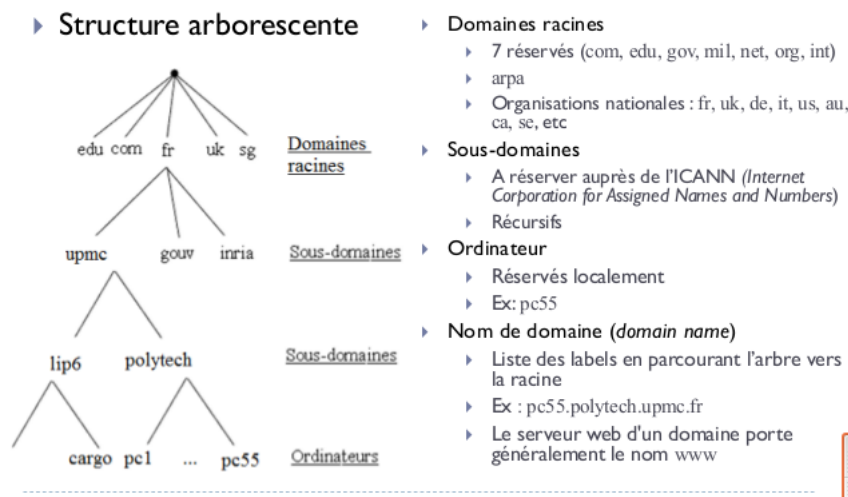 Structure arborescente
edu com fr uk sg
Domaines
racines
upmc gouv inria Sous-domaines
lip6 polytech Sous-domaines
cargo pc1 ... pc55 Ordinateurs
Domaines racines
7 réservés (com, edu, gov, mil, net, org, int)
arpa
Organisations nationales : fr, uk, de, it, us, au,
ca, se, etc
Sous-domaines
A réserver auprès de l'ICANN (Internet
Corporation for Assigned Names and Numbers)
Récursifs
Ordinateur
Réservés localement
Ex: pc55
Nom de domaine (domain name)
Liste des labels en parcourant l'arbre vers
la racine
Ex : pc55.polytech.upmc.fr
Le serveur web d'un domaine porte
généralement le nom www